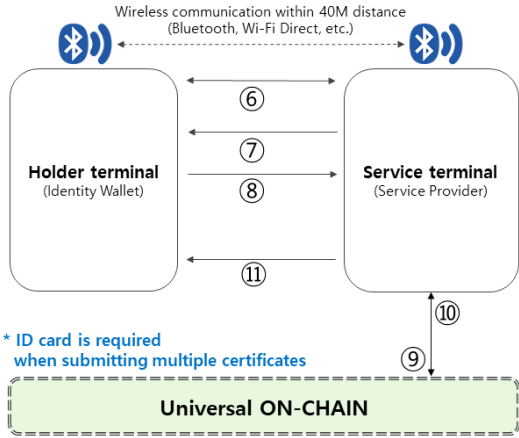 Wireless communication within 40M distance
(Bluetooth, Wi-Fi Direct, etc.)
⑥
⑦
Holder terminal
(Identity Wallet)
⑧
Service terminal
(Service Provider)
⑪
⑩
* ID card is required
when submitting multiple certificates
⑨
Universal ON-CHAIN